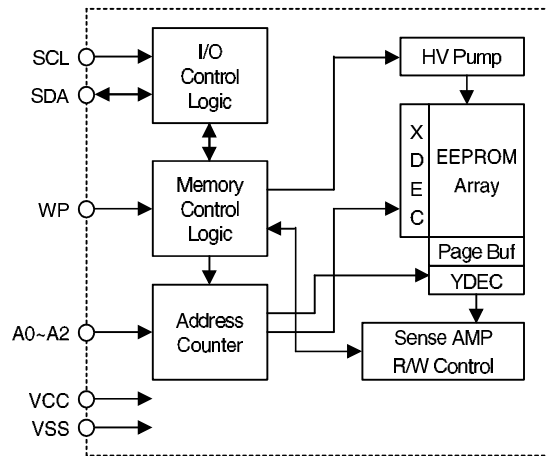 SCL
SDA
WP
A0~A2
VCC
VSS
I/O
Control
Logic
Memory
Control
Logic
Address
Counter
HV Pump
X
D
E
C
EEPROM
Array
Page Buf
YDEC
Sense AMP
R/W Control